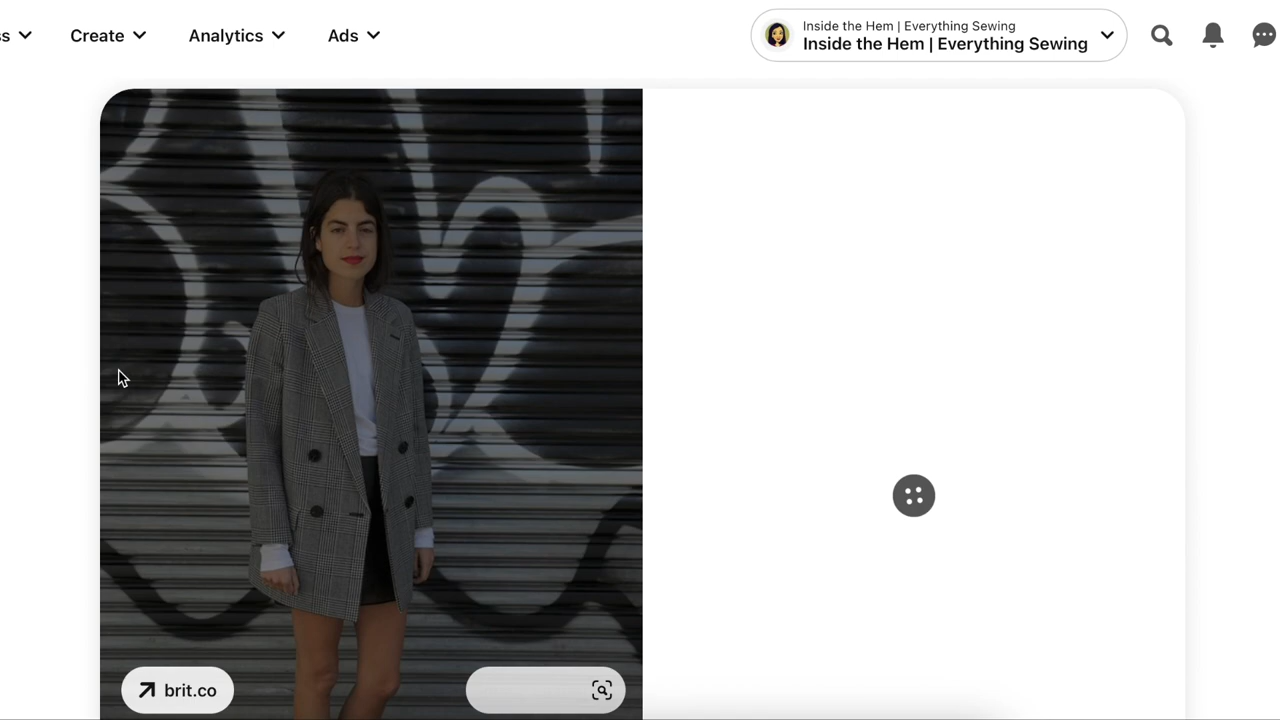 Create
Analytics
Ads
Inside the Hem | Everything Sewing
Inside the Hem | Everything Sewing
brit.co